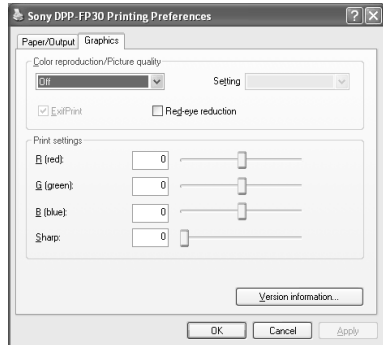 Sony DPP-FP30 Printing Preferences
Paper/Output Graphics
Color reproduction/Picture quality
Off Setting
ExifPrint Red-eye reduction
Print settings
R (red): 0
G (green): 0
B (blue): 0
Sharp: 0
Version information...
OK Cancel Apply